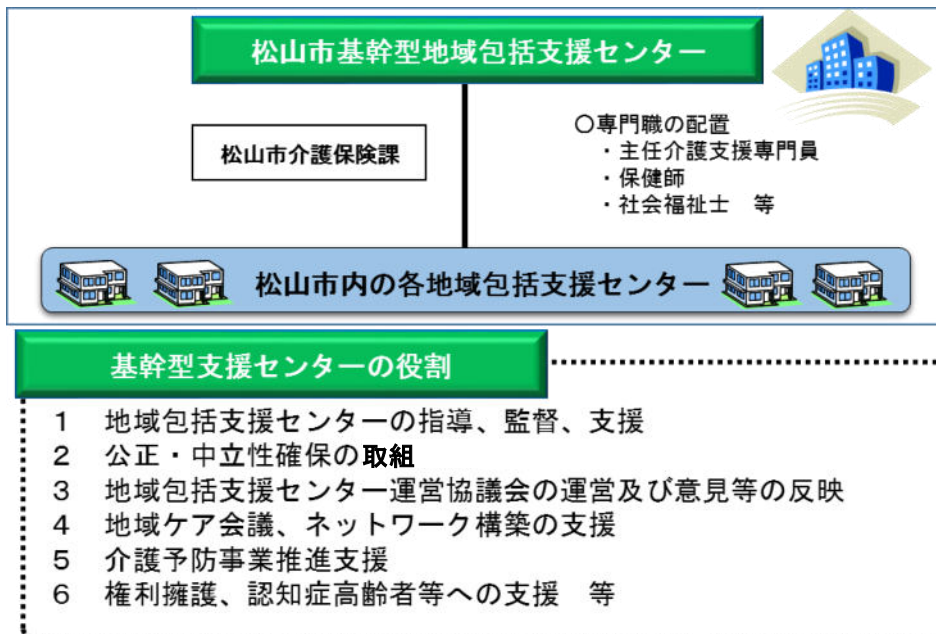 松山市基幹型地域包括支援センター
松山市介護保険課
〇専門職の配置
・主任介護支援専門員
・保健師
・社会福祉士　等
松山市内の各地域包括支援センター
基幹型支援センターの役割
1　地域包括支援センターの指導、監督、支援
2　公正・中立性確保の取組
3　地域包括支援センター運営協議会の運営及び意見等の反映
4　地域ケア会議、ネットワーク構築の支援
5　介護予防事業推進支援
6　権利擁護、認知症高齢者等への支援　等